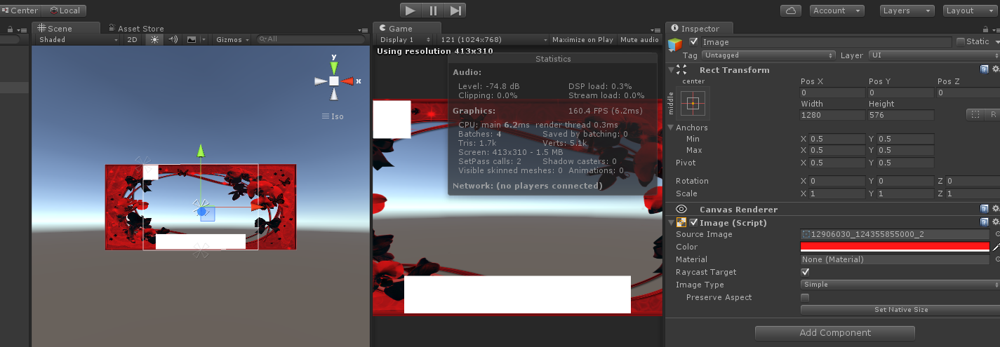 Center Local
Account Layers Layout
Scene Asset Store
Shaded 2D Gizmos All
y
x
Iso
Game
Display 1 121 (1024x768) Maximize on Play Mute audio
Using resolution 413x310
Statistics
Audio:
Level: -74.8 dB DSP load: 0.3%
Clipping: 0.0% Stream load: 0.0%
Graphics: 160.4 FPS (6.2ms)
CPU: main 6.2ms render thread 0.3ms
Batches: 4 Saved by batching: 0
Tris: 1.7k Verts: 5.1k
Screen: 413x310 - 1.5 MB
SetPass calls: 2 Shadow casters: 0
Visible skinned meshes: 0 Animations: 0
Network: (no players connected)
Inspector
Image Static
Tag Untagged Layer UI
Rect Transform
center
middle
Pos X Pos Y Pos Z
0 0 0
Width Height
1280 576 R
Anchors
Min X 0.5 Y 0.5
Max X 0.5 Y 0.5
Pivot X 0.5 Y 0.5
Rotation X 0 Y 0 Z 0
Scale X 1 Y 1 Z 1
Canvas Renderer
Image (Script)
Source Image 12906030_124355855000_2
Color
Material None (Material)
Raycast Target
Image Type Simple
Preserve Aspect
Set Native Size
Add Component